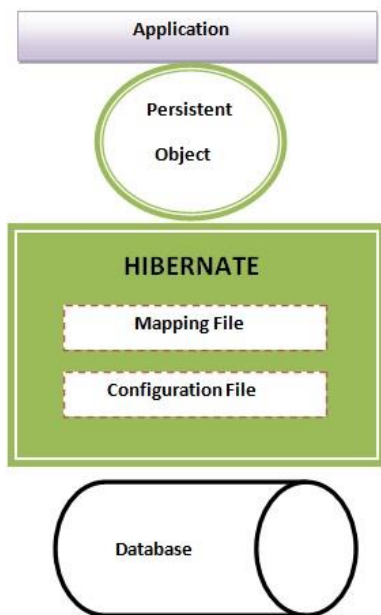 Application
Persistent
Object
HIBERNATE
Mapping File
Configuration File
Database